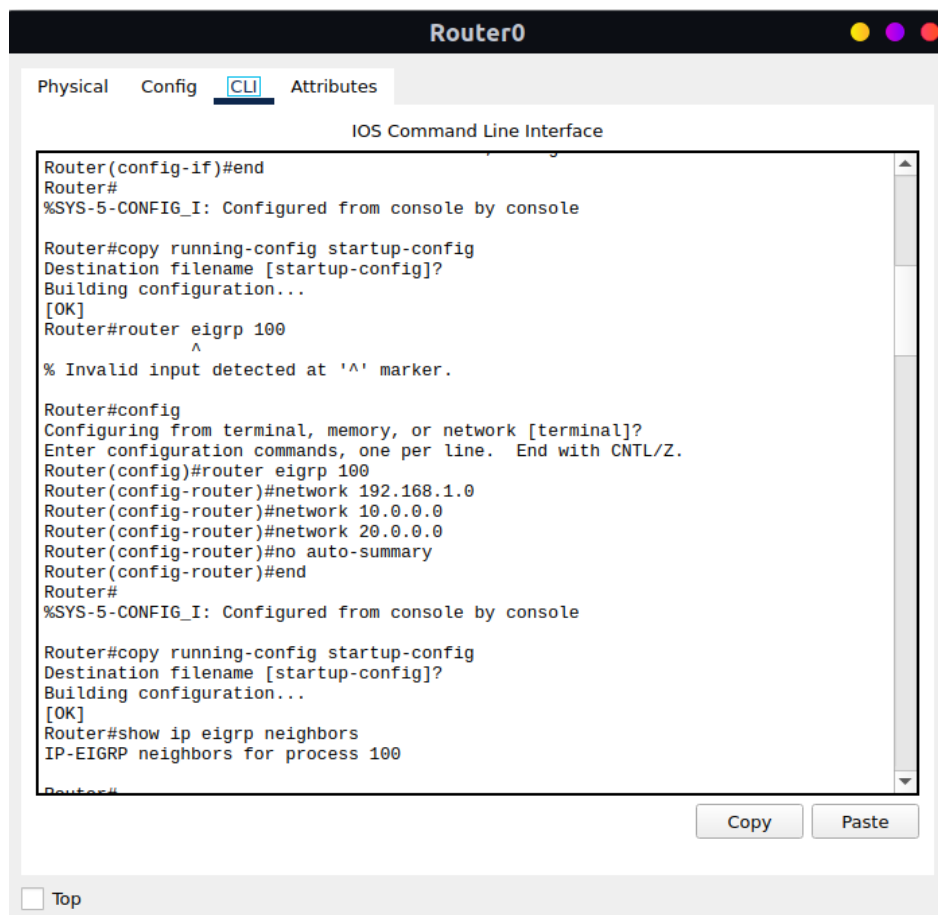 Router0
Physical Config CLI Attributes
IOS Command Line Interface
Router(config-if)#end
Router#
%SYS-5-CONFIG_I: Configured from console by console
Router#copy running-config startup-config
Destination filename [startup-config]?
Building configuration...
[OK]
Router#router eigrp 100
^
% Invalid input detected at '^' marker.
Router#config
Configuring from terminal, memory, or network [terminal]?
Enter configuration commands, one per line.  End with CNTL/Z.
Router(config)#router eigrp 100
Router(config-router)#network 192.168.1.0
Router(config-router)#network 10.0.0.0
Router(config-router)#network 20.0.0.0
Router(config-router)#no auto-summary
Router(config-router)#end
Router#
%SYS-5-CONFIG_I: Configured from console by console
Router#copy running-config startup-config
Destination filename [startup-config]?
Building configuration...
[OK]
Router#show ip eigrp neighbors
IP-EIGRP neighbors for process 100
Router#
Copy Paste
Top